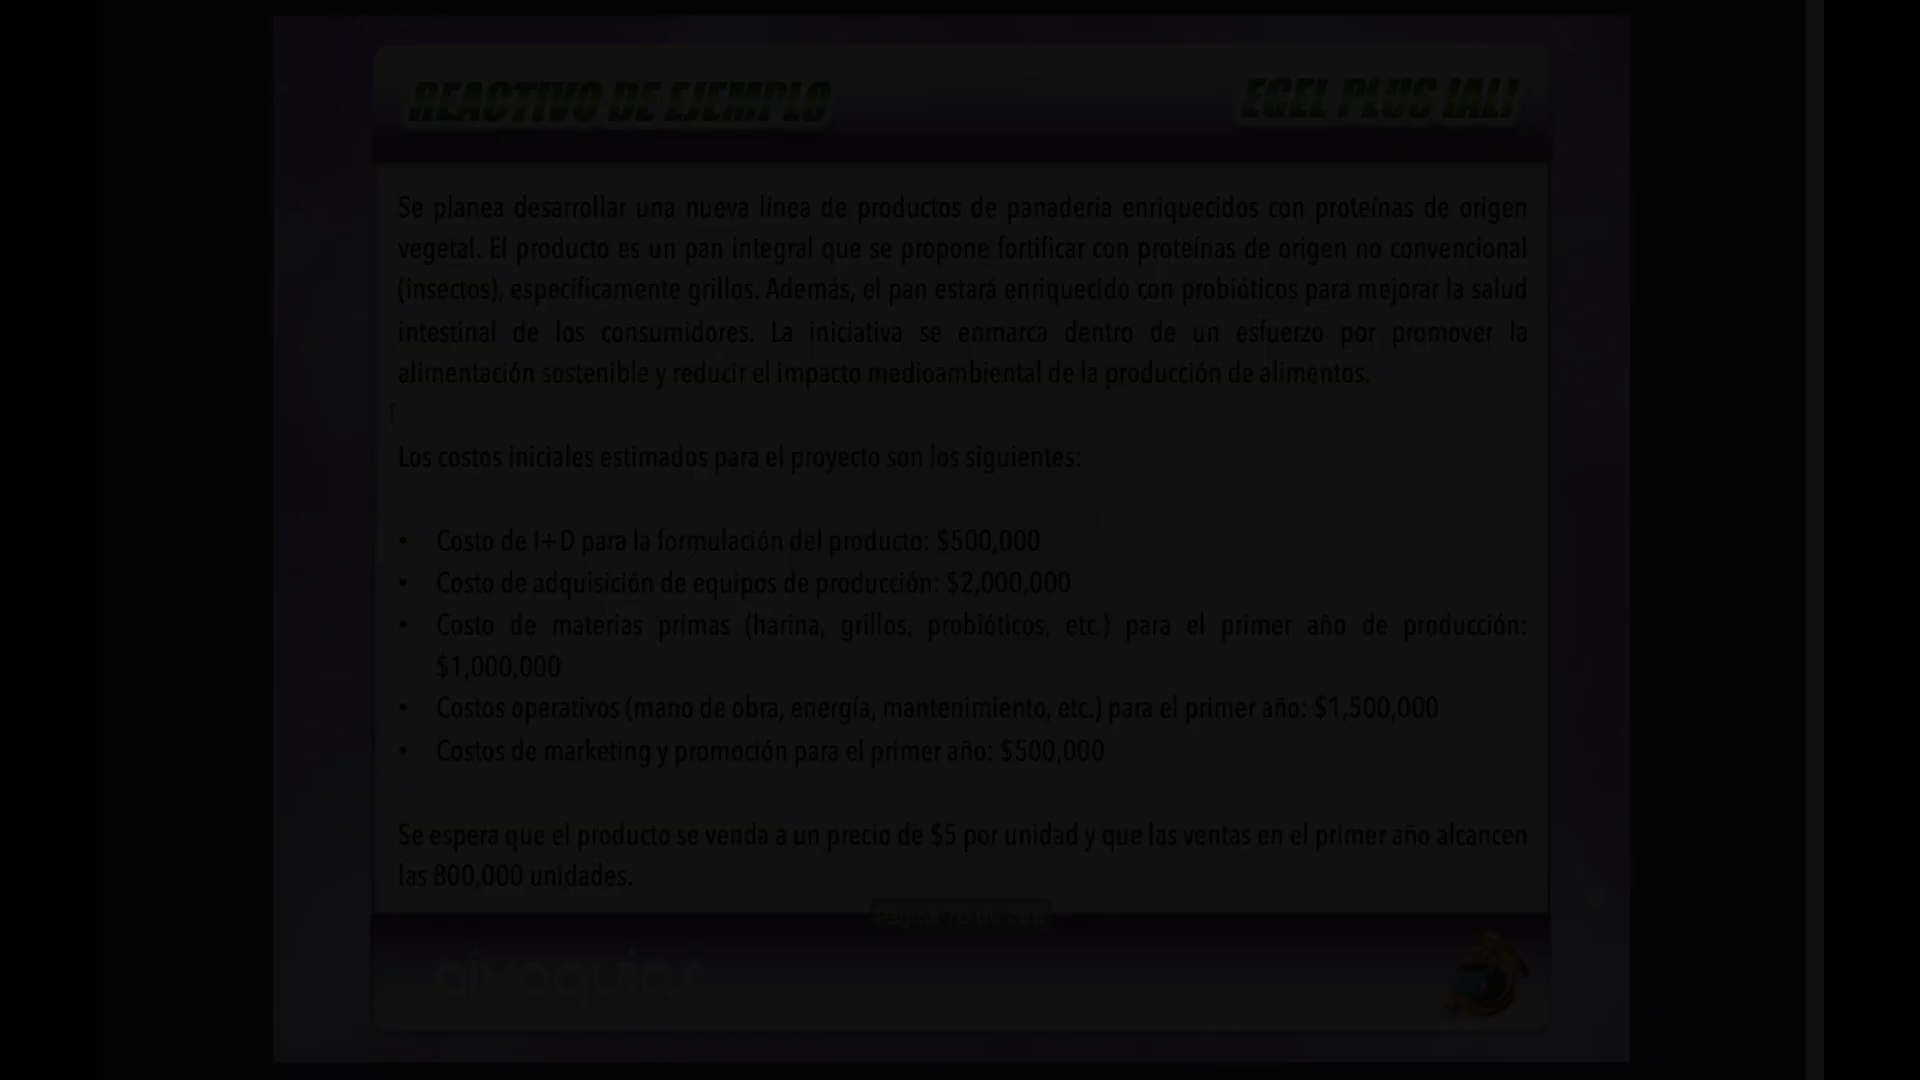 REACTIVO DE EJEMPLO
EGEL PLUS IALI
Se planea desarrollar una nueva línea de productos de panadería enriquecidos con proteínas de origen
vegetal. El producto es un pan integral que se propone fortificar con proteínas de origen no convencional
(insectos), específicamente grillos. Además, el pan estará enriquecido con probióticos para mejorar la salud
intestinal de los consumidores. La iniciativa se enmarca dentro de un esfuerzo por promover la
alimentación sostenible y reducir el impacto medioambiental de la producción de alimentos.
Los costos iniciales estimados para el proyecto son los siguientes:
• Costo de I+D para la formulación del producto: $500,000
• Costo de adquisición de equipos de producción: $2,000,000
• Costo de materias primas (harina, grillos, probióticos, etc.) para el primer año de producción:
$1,000,000
• Costos operativos (mano de obra, energía, mantenimiento, etc.) para el primer año: $1,500,000
• Costos de marketing y promoción para el primer año: $500,000
Se espera que el producto se venda a un precio de $5 por unidad y que las ventas en el primer año alcancen
las 800,000 unidades.
pixaquias